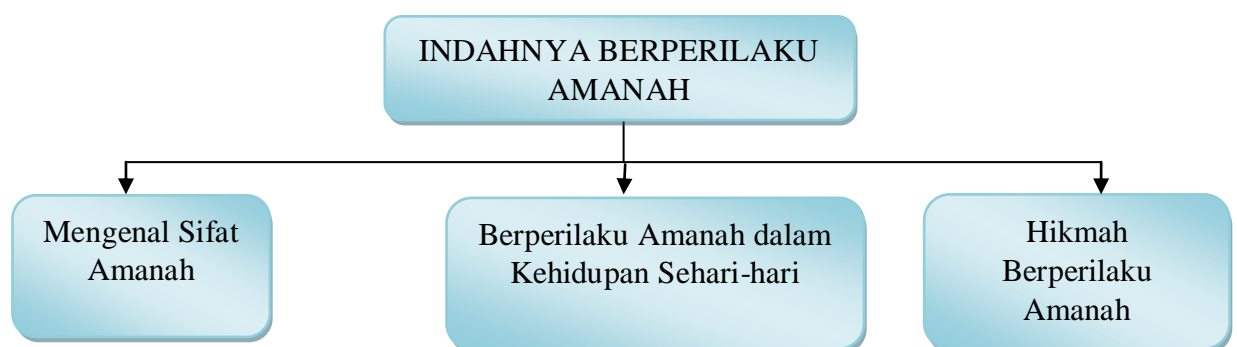 INDAHNYA BERPERILAKU
AMANAH
Mengenal Sifat
Amanah
Berperilaku Amanah dalam
Kehidupan Sehari-hari
Hikmah
Berperilaku
Amanah